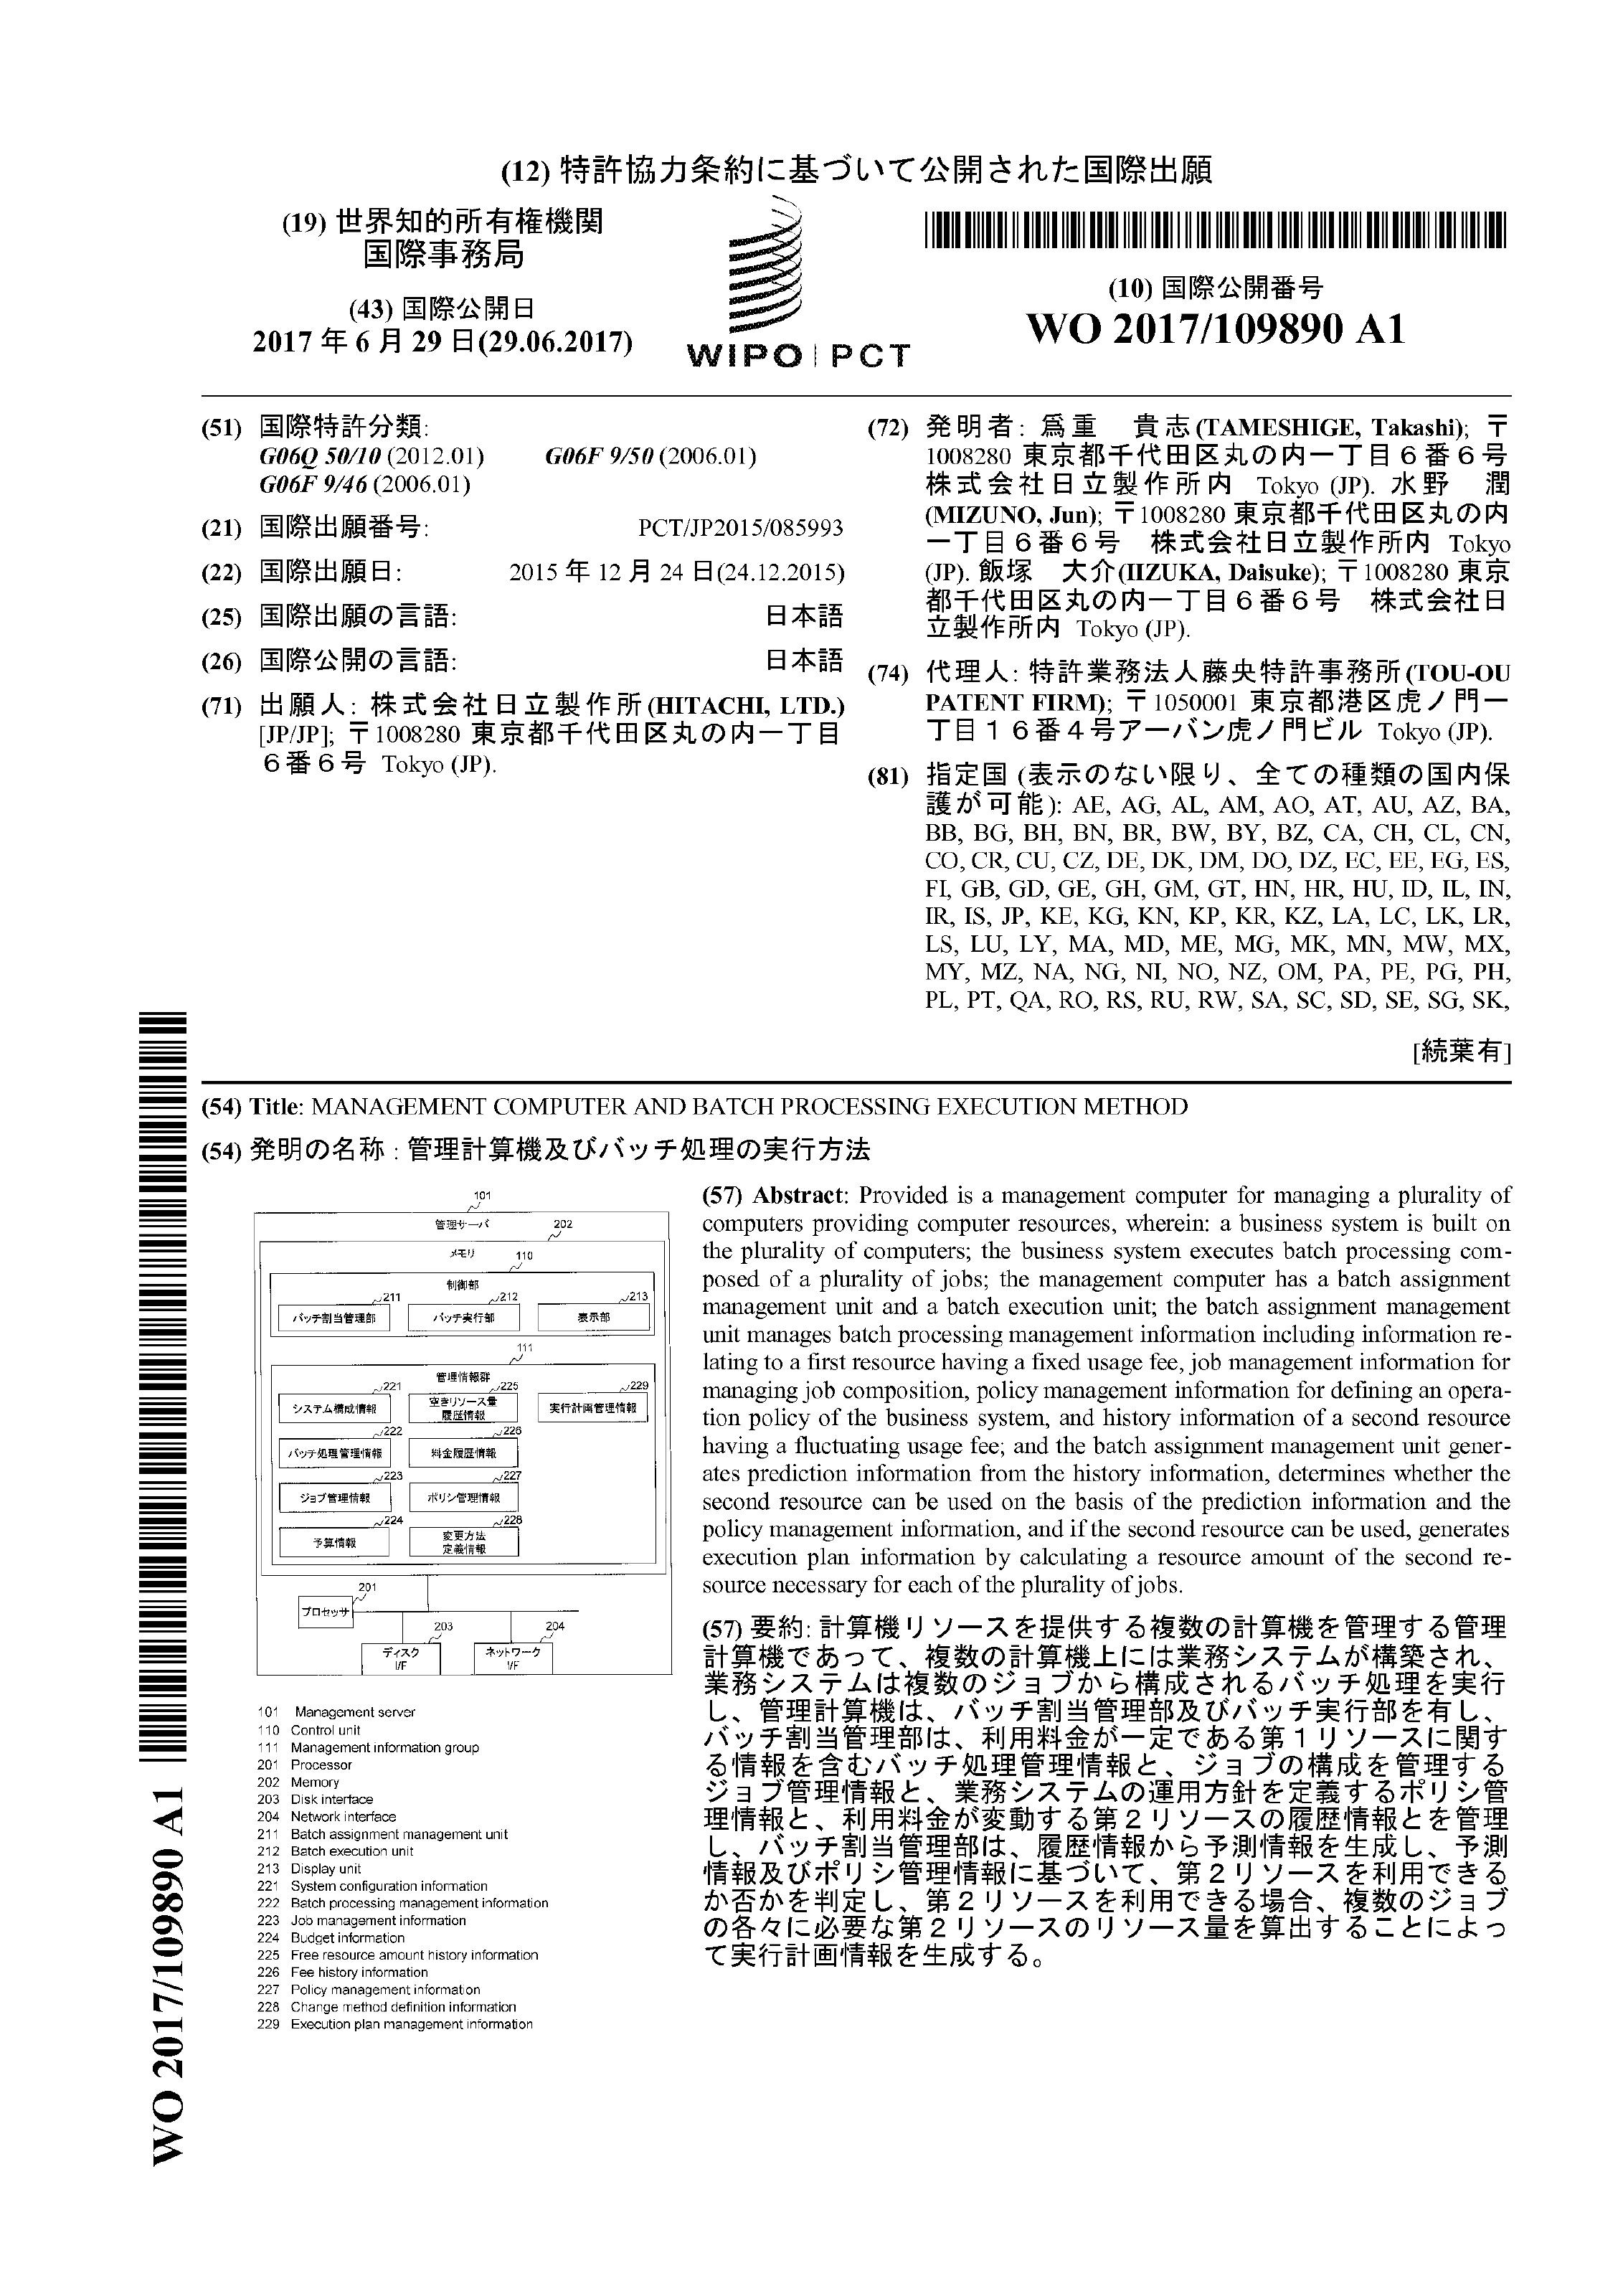 (12) 特許協力条約に基づいて公開された国際出願
(19) 世界知的所有権機関
国際事務局
(43) 国際公開日
2017 年 6 月 29 日(29.06.2017)
WIPO | PCT
(10) 国際公開番号
WO 2017/109890 A1
(51) 国際特許分類:
G06Q 50/10 (2012.01) G06F 9/50 (2006.01)
G06F 9/46 (2006.01)
(21) 国際出願番号: PCT/JP2015/085993
(22) 国際出願日: 2015 年 12 月 24 日(24.12.2015)
(25) 国際出願の言語: 日本語
(26) 国際公開の言語: 日本語
(71) 出願人: 株式会社日立製作所(HITACHI, LTD.)
[JP/JP]; 〒1008280 東京都千代田区丸の内一丁目
6番6号 Tokyo (JP).
(72) 発明者: 爲重 貴志(TAMESHIGE, Takashi); 〒
1008280 東京都千代田区丸の内一丁目6番6号
株式会社日立製作所内 Tokyo (JP). 水野 潤
(MIZUNO, Jun); 〒1008280 東京都千代田区丸の内
一丁目6番6号 株式会社日立製作所内 Tokyo
(JP). 飯塚 大介(IIZUKA, Daisuke); 〒1008280 東京
都千代田区丸の内一丁目6番6号 株式会社日
立製作所内 Tokyo (JP).
(74) 代理人: 特許業務法人藤央特許事務所(TOU-OU
PATENT FIRM); 〒1050001 東京都港区虎ノ門一
丁目16番4号アーバン虎ノ門ビル Tokyo (JP).
(81) 指定国 (表示のない限り、全ての種類の国内保
護が可能): AE, AG, AL, AM, AO, AT, AU, AZ, BA,
BB, BG, BH, BN, BR, BW, BY, BZ, CA, CH, CL, CN,
CO, CR, CU, CZ, DE, DK, DM, DO, DZ, EC, EE, EG, ES,
FI, GB, GD, GE, GH, GM, GT, HN, HR, HU, ID, IL, IN,
IR, IS, JP, KE, KG, KN, KP, KR, KZ, LA, LC, LK, LR,
LS, LU, LY, MA, MD, ME, MG, MK, MN, MW, MX,
MY, MZ, NA, NG, NI, NO, NZ, OM, PA, PE, PG, PH,
PL, PT, QA, RO, RS, RU, RW, SA, SC, SD, SE, SG, SK,
[続葉有]
(54) Title: MANAGEMENT COMPUTER AND BATCH PROCESSING EXECUTION METHOD
(54) 発明の名称 : 管理計算機及びバッチ処理の実行方法
101
管理サーバ 202
メモリ 110
制御部
211 212 213
バッチ割当管理部 バッチ実行部 表示部
111
管理情報群
221 225 229
システム構成情報 空きリソース量 実行計画管理情報
履歴情報
222 226
バッチ処理管理情報 料金履歴情報
223 227
ジョブ管理情報 ポリシ管理情報
224 228
予算情報 変更方法
定義情報
201
プロセッサ
203 204
ディスク ネットワーク
I/F I/F
101 Management server
110 Control unit
111 Management information group
201 Processor
202 Memory
203 Disk interface
204 Network interface
211 Batch assignment management unit
212 Batch execution unit
213 Display unit
221 System configuration information
222 Batch processing management information
223 Job management information
224 Budget information
225 Free resource amount history information
226 Fee history information
227 Policy management information
228 Change method definition information
229 Execution plan management information
(57) Abstract: Provided is a management computer for managing a plurality of
computers providing computer resources, wherein: a business system is built on
the plurality of computers; the business system executes batch processing com-
posed of a plurality of jobs; the management computer has a batch assignment
management unit and a batch execution unit; the batch assignment management
unit manages batch processing management information including information re-
lating to a first resource having a fixed usage fee, job management information for
managing job composition, policy management information for defining an opera-
tion policy of the business system, and history information of a second resource
having a fluctuating usage fee; and the batch assignment management unit gener-
ates prediction information from the history information, determines whether the
second resource can be used on the basis of the prediction information and the
policy management information, and if the second resource can be used, generates
execution plan information by calculating a resource amount of the second re-
source necessary for each of the plurality of jobs.
(57) 要約: 計算機リソースを提供する複数の計算機を管理する管理
計算機であって、複数の計算機上には業務システムが構築され、
業務システムは複数のジョブから構成されるバッチ処理を実行
し、管理計算機は、バッチ割当管理部及びバッチ実行部を有し、
バッチ割当管理部は、利用料金が一定である第1リソースに関す
る情報を含むバッチ処理管理情報と、ジョブの構成を管理する
ジョブ管理情報と、業務システムの運用方針を定義するポリシ管
理情報と、利用料金が変動する第2リソースの履歴情報とを管理
し、バッチ割当管理部は、履歴情報から予測情報を生成し、予測
情報及びポリシ管理情報に基づいて、第2リソースを利用できる
か否かを判定し、第2リソースを利用できる場合、複数のジョブ
の各々に必要な第2リソースのリソース量を算出することによっ
て実行計画情報を生成する。
WO 2017/109890 A1